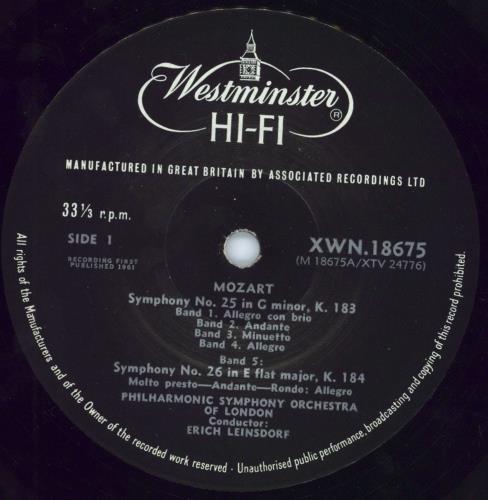 Westminster ®
HI-FI
MANUFACTURED IN GREAT BRITAIN BY ASSOCIATED RECORDINGS LTD
33⅓ r.p.m.
SIDE 1
XWN.18675
RECORDING FIRST
PUBLISHED 1961
(M 18675A/XTV 24776)
MOZART
Symphony No. 25 in G minor, K. 183
Band 1. Allegro con brio
Band 2. Andante
Band 3. Minuetto
Band 4. Allegro
Band 5:
Symphony No. 26 in E flat major, K. 184
Molto presto—Andante—Rondo: Allegro
PHILHARMONIC SYMPHONY ORCHESTRA
OF LONDON
Conductor:
ERICH LEINSDORF
All rights of the Manufacturers and of the Owner of the recorded work reserved - Unauthorised public performance, broadcasting and copying of this record prohibited.